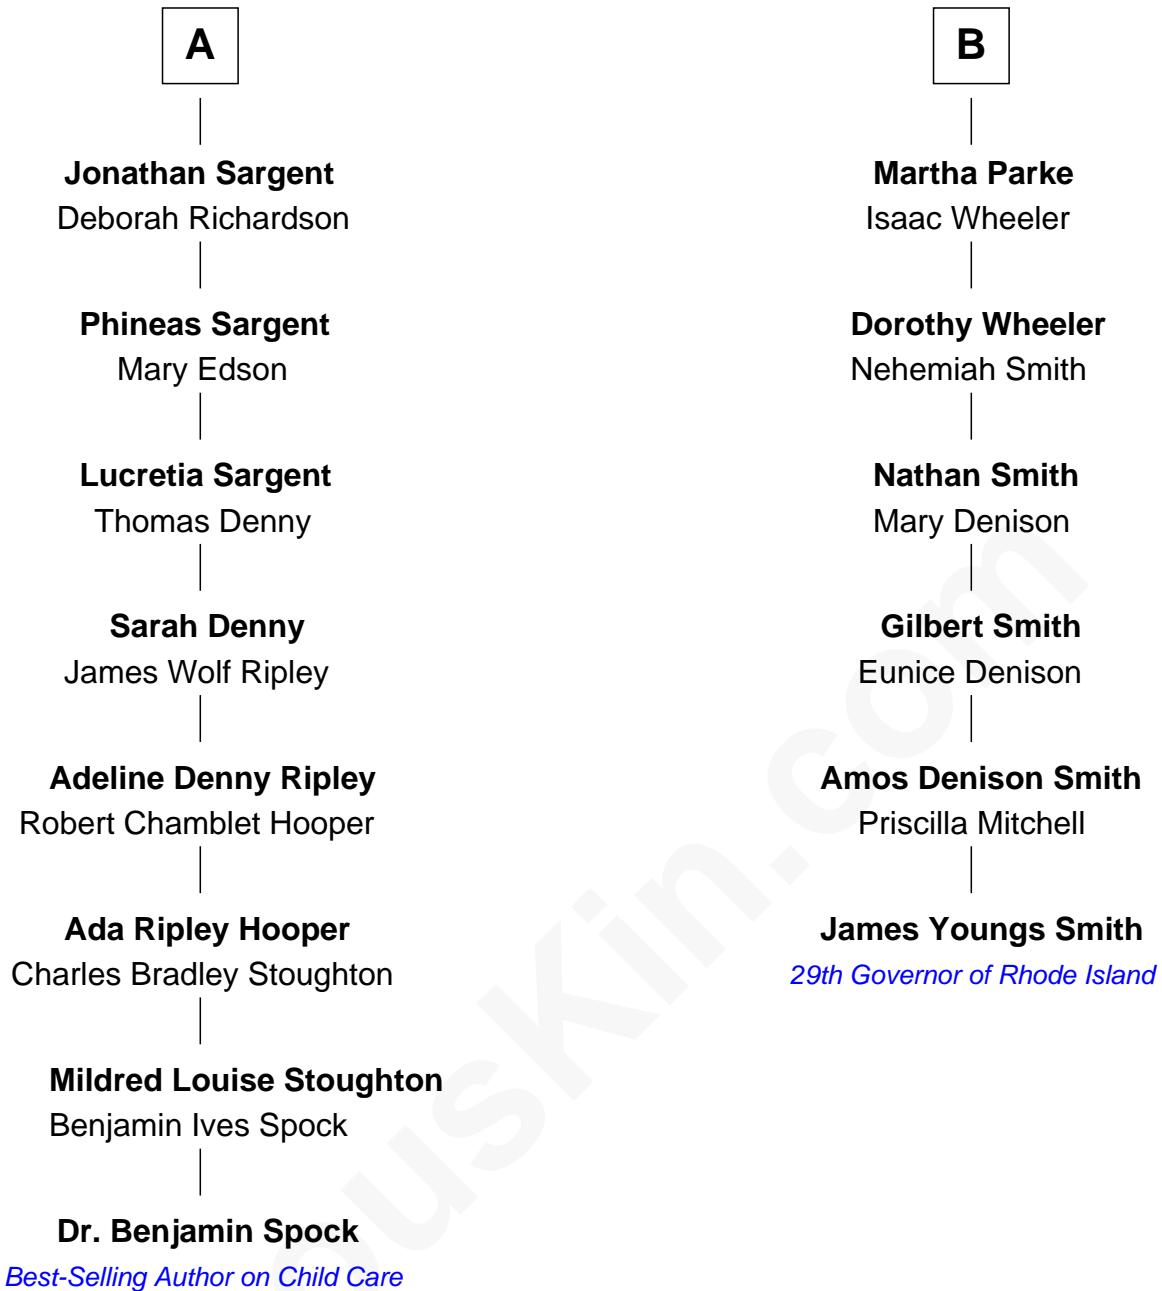 A
Jonathan Sargent
Deborah Richardson
Phineas Sargent
Mary Edson
Lucretia Sargent
Thomas Denny
Sarah Denny
James Wolf Ripley
Adeline Denny Ripley
Robert Chamblet Hooper
Ada Ripley Hooper
Charles Bradley Stoughton
Mildred Louise Stoughton
Benjamin Ives Spock
Dr. Benjamin Spock
Best-Selling Author on Child Care
B
Martha Parke
Isaac Wheeler
Dorothy Wheeler
Nehemiah Smith
Nathan Smith
Mary Denison
Gilbert Smith
Eunice Denison
Amos Denison Smith
Priscilla Mitchell
James Youngs Smith
29th Governor of Rhode Island
ousKin.com